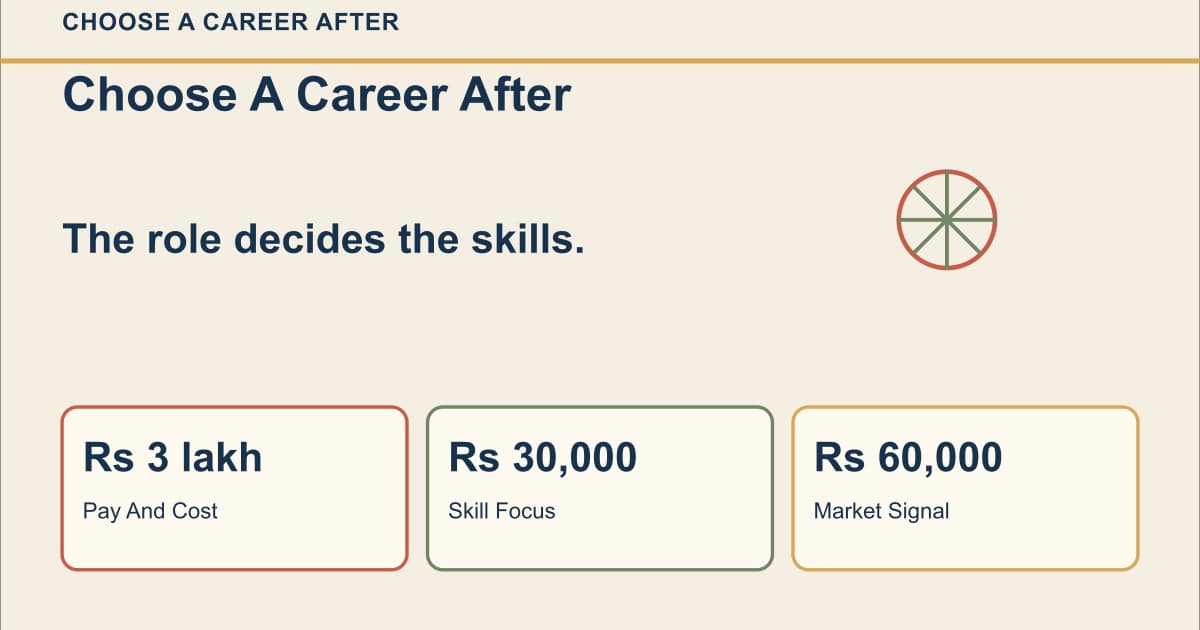 CHOOSE A CAREER AFTER
Choose A Career After
The role decides the skills.
Rs 3 lakh
Pay And Cost
Rs 30,000
Skill Focus
Rs 60,000
Market Signal